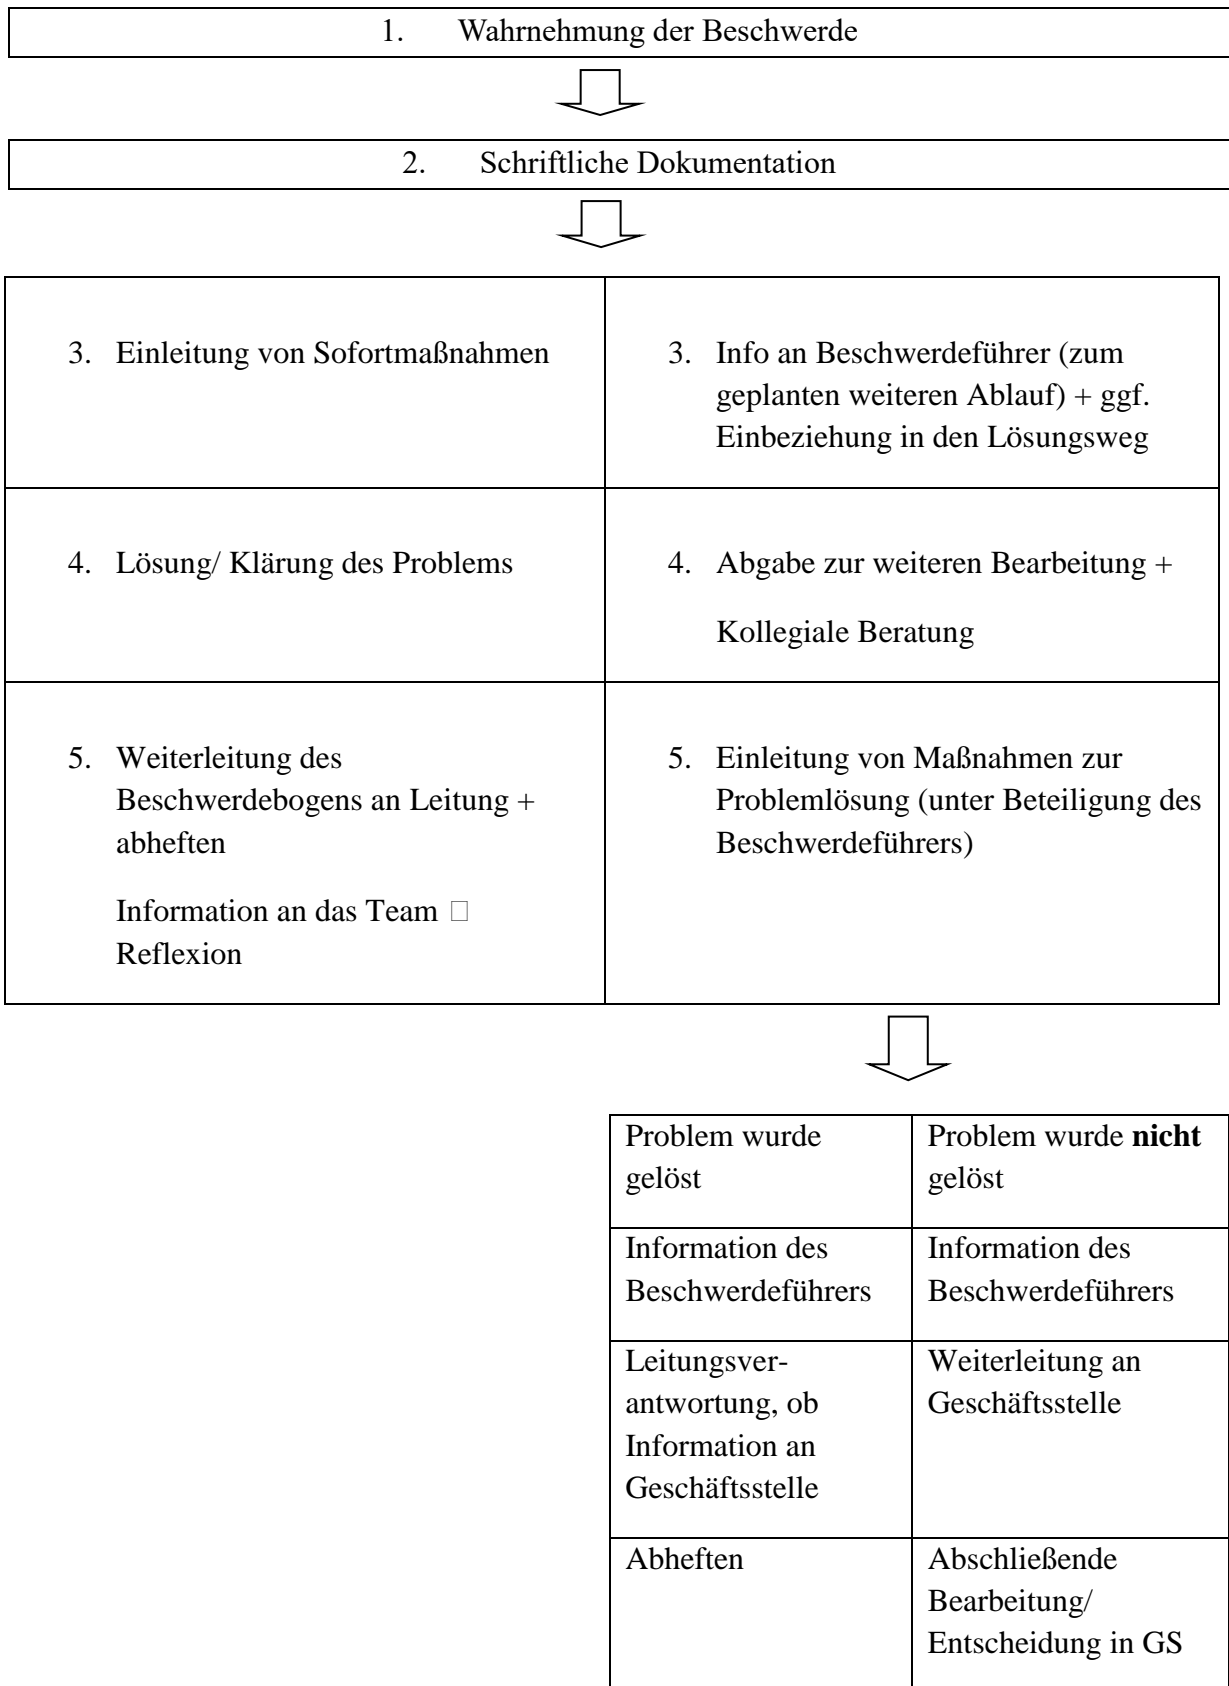 1. Wahrnehmung der Beschwerde
2. Schriftliche Dokumentation
3. Einleitung von Sofortmaßnahmen
3. Info an Beschwerdeführer (zum
geplanten weiteren Ablauf) + ggf.
Einbeziehung in den Lösungsweg
4. Lösung/ Klärung des Problems
4. Abgabe zur weiteren Bearbeitung +
Kollegiale Beratung
5. Weiterleitung des
Beschwerdebogens an Leitung +
abheften
Information an das Team □
Reflexion
5. Einleitung von Maßnahmen zur
Problemlösung (unter Beteiligung des
Beschwerdeführers)
Problem wurde
gelöst
Problem wurde nicht
gelöst
Information des
Beschwerdeführers
Information des
Beschwerdeführers
Leitungsver-
antwortung, ob
Information an
Geschäftsstelle
Weiterleitung an
Geschäftsstelle
Abheften
Abschließende
Bearbeitung/
Entscheidung in GS